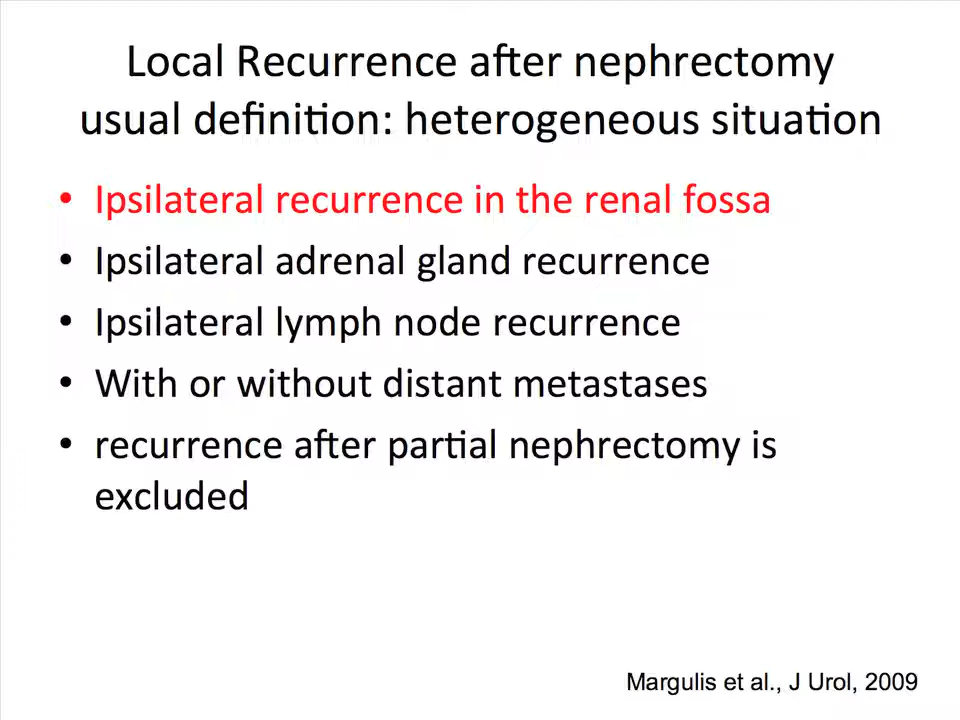 Local Recurrence after nephrectomy
usual definition: heterogeneous situation
• Ipsilateral recurrence in the renal fossa
• Ipsilateral adrenal gland recurrence
• Ipsilateral lymph node recurrence
• With or without distant metastases
• recurrence after partial nephrectomy is
excluded
Margulis et al., J Urol, 2009